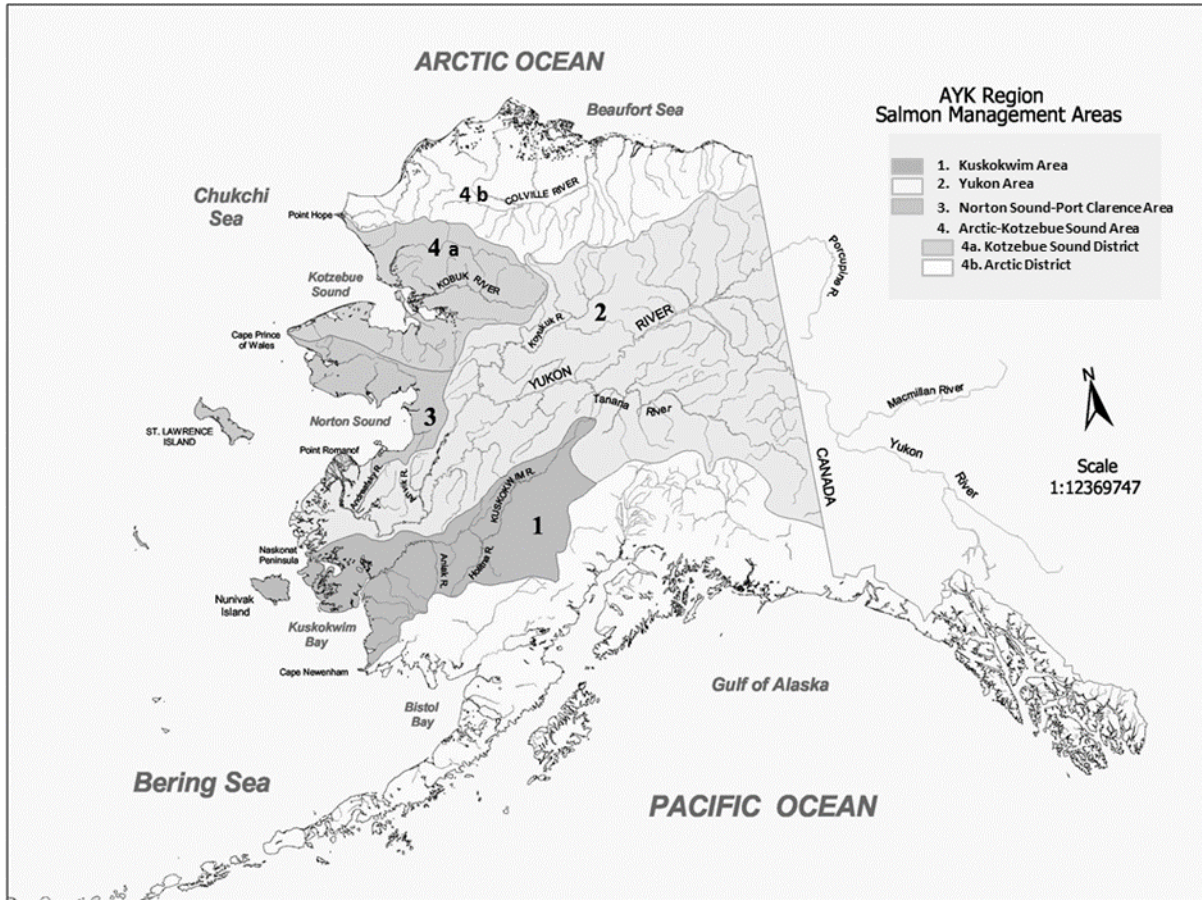 ARCTIC OCEAN
Beaufort Sea
AYK Region
Salmon Management Areas
1. Kuskokwim Area
2. Yukon Area
3. Norton Sound-Port Clarence Area
4. Arctic-Kotzebue Sound Area
4a. Kotzebue Sound District
4b. Arctic District
Chukchi
Sea
4 b
COLVILLE RIVER
Point Hope
4 a
Porcupine R.
Kotzebue
Sound
KOBUK RIVER
2
Koyukuk R.
RIVER
Cape Prince
of Wales
YUKON
N
Tanana
River
Macmillan River
Norton Sound
3
ST. LAWRENCE
ISLAND
Point Romanof
Yukon
River
CANADA
Scale
1:12369747
Andreafsky R.
Anvik R.
KUSKOKWIM R.
1
Naskonat
Peninsula
Aniak R.
Holitna R.
Nunivak
Island
Kuskokwim
Bay
Cape Newenham
Gulf of Alaska
Bistol
Bay
Bering Sea
PACIFIC OCEAN